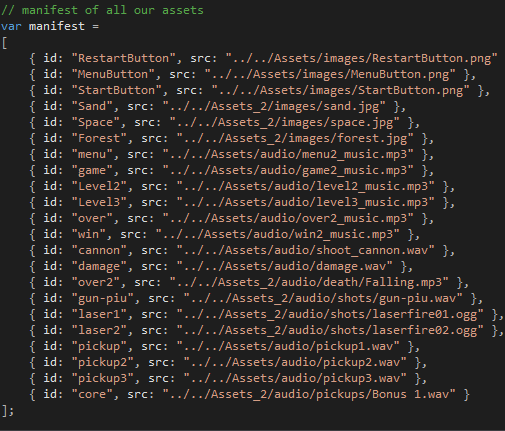 // manifest of all our assets
var manifest =
[
    { id: "RestartButton", src: "../../Assets/images/RestartButton.png"
    { id: "MenuButton", src: "../../Assets/images/MenuButton.png" },
    { id: "StartButton", src: "../../Assets/images/StartButton.png" },
    { id: "Sand", src: "../../Assets_2/images/sand.jpg" },
    { id: "Space", src: "../../Assets_2/images/space.jpg" },
    { id: "Forest", src: "../../Assets_2/images/forest.jpg" },
    { id: "menu", src: "../../Assets/audio/menu2_music.mp3" },
    { id: "game", src: "../../Assets/audio/game2_music.mp3" },
    { id: "Level2", src: "../../Assets/audio/level2_music.mp3" },
    { id: "Level3", src: "../../Assets/audio/level3_music.mp3" },
    { id: "over", src: "../../Assets/audio/over2_music.mp3" },
    { id: "win", src: "../../Assets/audio/win2_music.mp3" },
    { id: "cannon", src: "../../Assets/audio/shoot_cannon.wav" },
    { id: "damage", src: "../../Assets/audio/damage.wav" },
    { id: "over2", src: "../../Assets_2/audio/death/Falling.mp3" },
    { id: "gun-piu", src: "../../Assets_2/audio/shots/gun-piu.wav" },
    { id: "laser1", src: "../../Assets_2/audio/shots/laserfire01.ogg" },
    { id: "laser2", src: "../../Assets_2/audio/shots/laserfire02.ogg" },
    { id: "pickup", src: "../../Assets/audio/pickup1.wav" },
    { id: "pickup2", src: "../../Assets/audio/pickup2.wav" },
    { id: "pickup3", src: "../../Assets/audio/pickup3.wav" },
    { id: "core", src: "../../Assets_2/audio/pickups/Bonus 1.wav" }
];